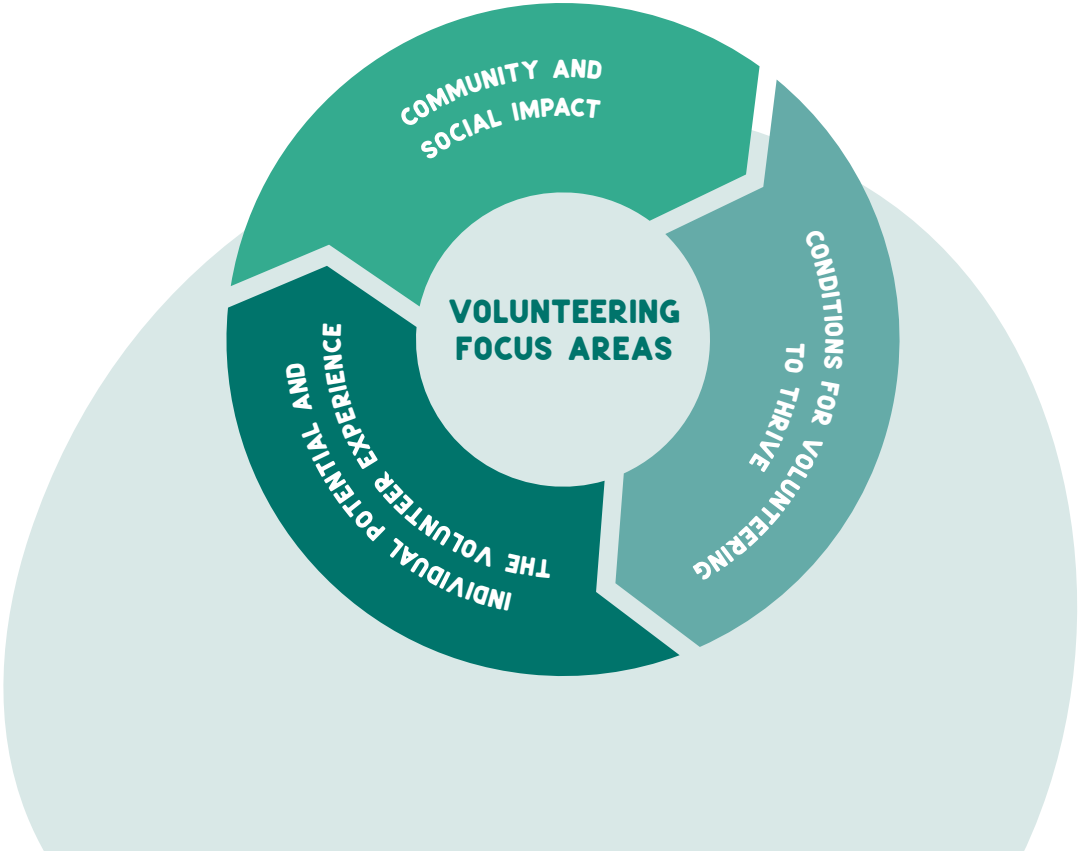 COMMUNITY AND
SOCIAL IMPACT
CONDITIONS FOR VOLUNTEERING
TO THRIVE
INDIVIDUAL POTENTIAL AND
THE VOLUNTEER EXPERIENCE
VOLUNTEERING
FOCUS AREAS